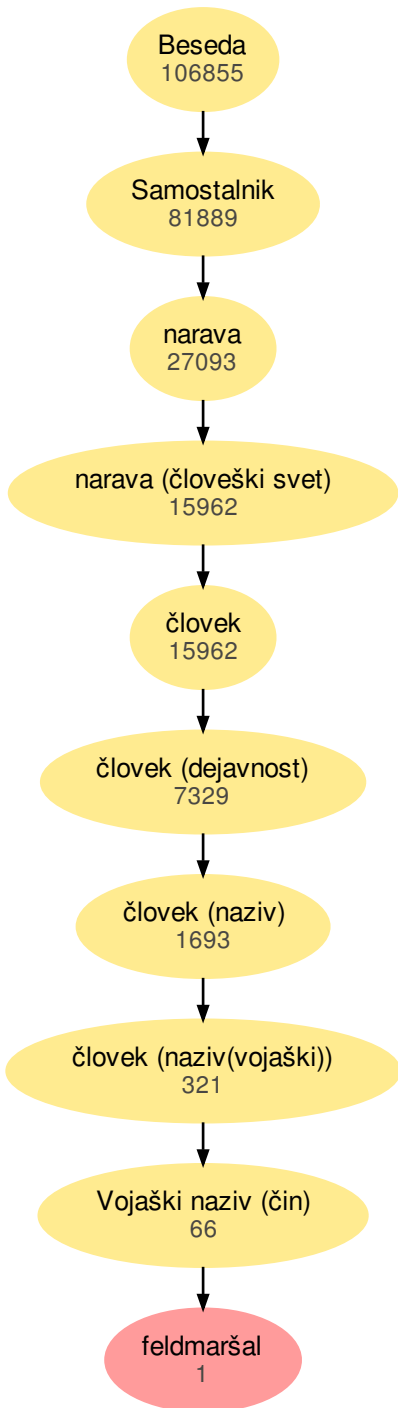 Beseda
106855
Samostalnik
81889
narava
27093
narava (človeški svet)
15962
človek
15962
človek (dejavnost)
7329
človek (naziv)
1693
človek (naziv(vojaški))
321
Vojaški naziv (čin)
66
feldmaršal
1